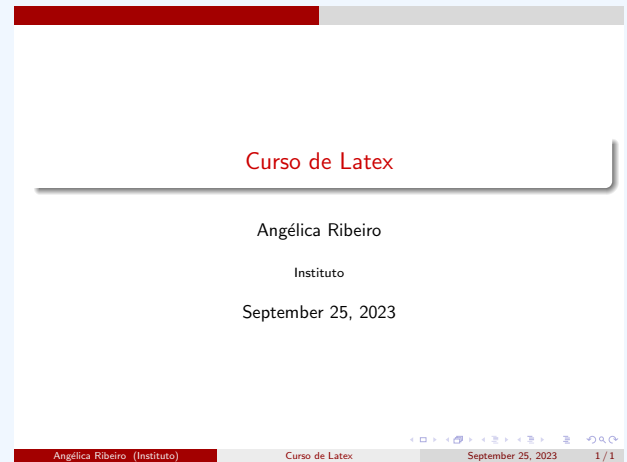 Curso de Latex
Angélica Ribeiro
Instituto
September 25, 2023
Angélica Ribeiro (Instituto) Curso de Latex September 25, 2023 1 / 1